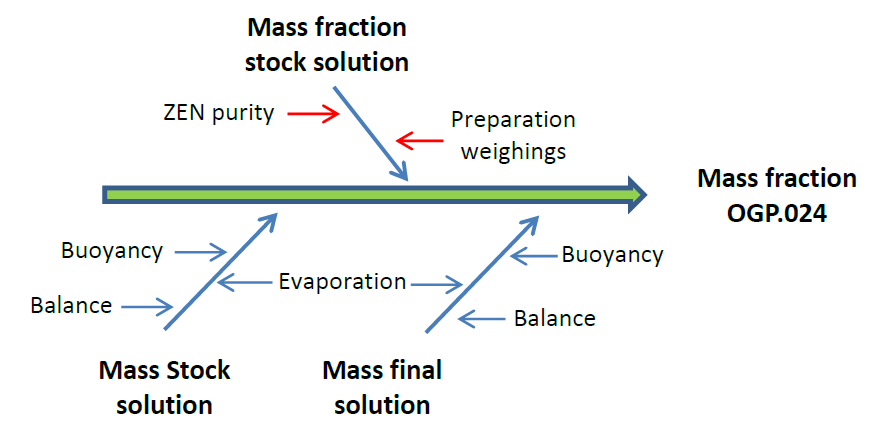 Mass fraction
stock solution
ZEN purity
Preparation
weighings
Mass fraction
OGP.024
Buoyancy
Evaporation
Buoyancy
Balance
Balance
Mass Stock
solution
Mass final
solution